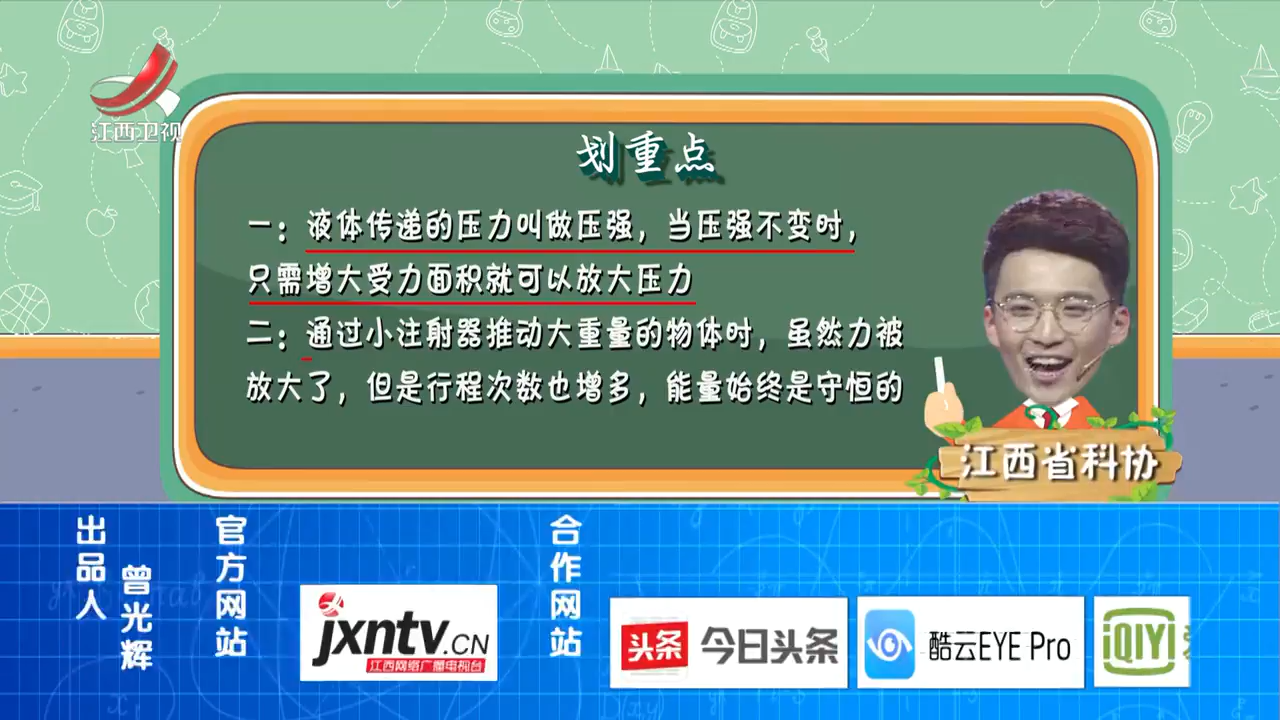 江西卫视
划重点
一：液体传递的压力叫做压强，当压强不变时，
只需增大受力面积就可以放大压力
二：通过小注射器推动大重量的物体时，虽然力被
放大了，但是行程次数也增多，能量始终是守恒的
江西省科协
出品人
曾光辉
官方网站
jxntv.CN
江西网络广播电视台
合作网站
头条 今日头条
酷云EYE Pro
iQIYI